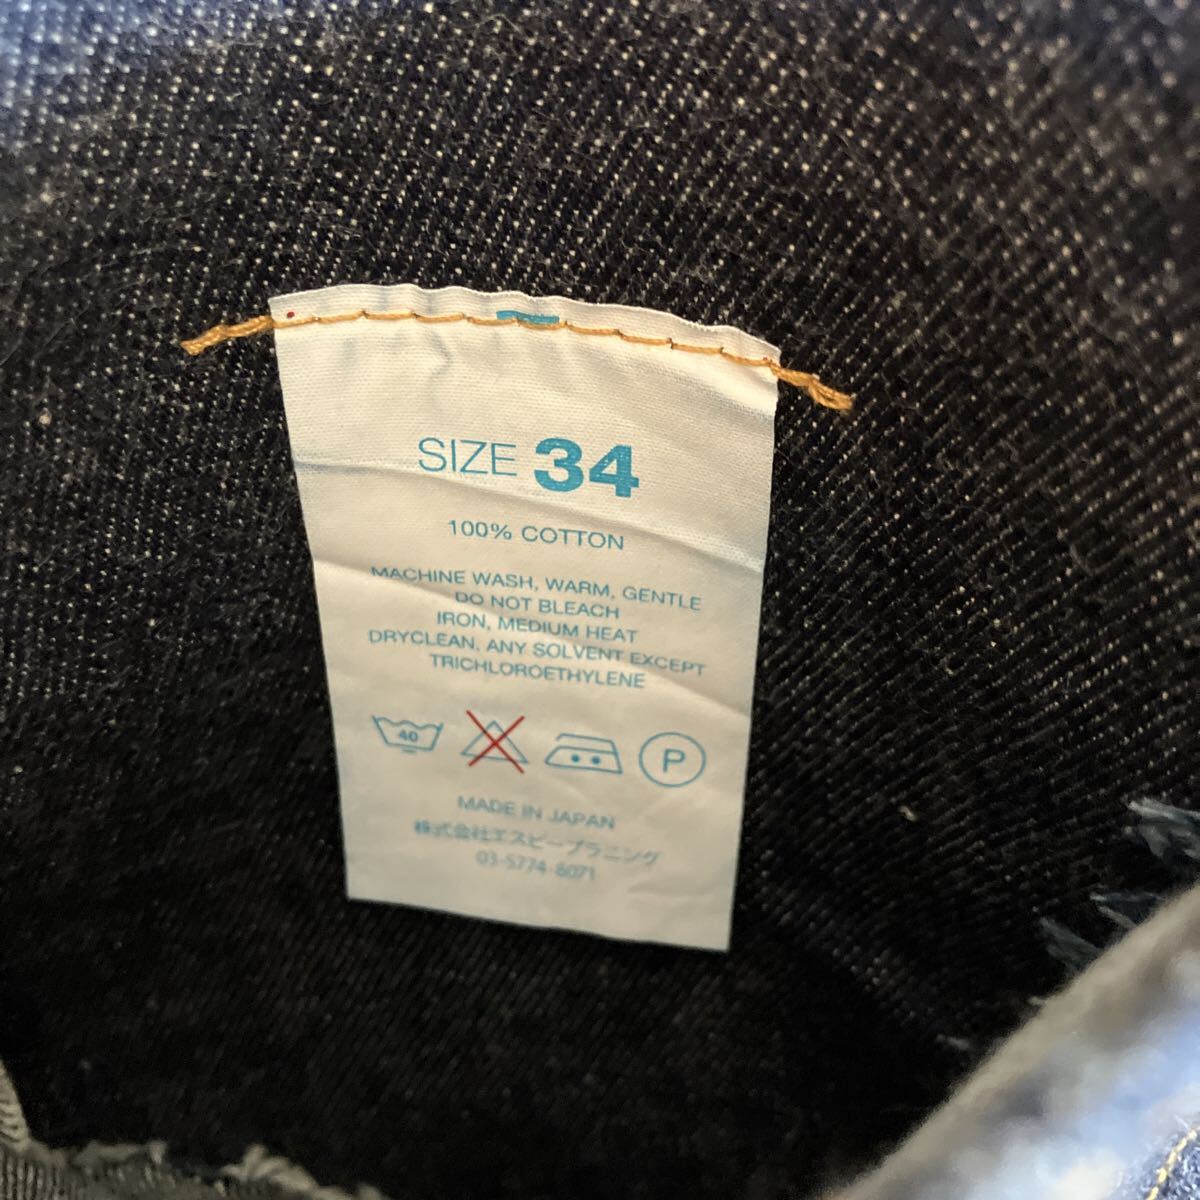 SIZE 34
100% COTTON
MACHINE WASH, WARM, GENTLE
DO NOT BLEACH
IRON, MEDIUM HEAT
DRYCLEAN, ANY SOLVENT EXCEPT
TRICHLOROETHYLENE
40 P
MADE IN JAPAN
株式会社エスピープラニング
03-5774-8071